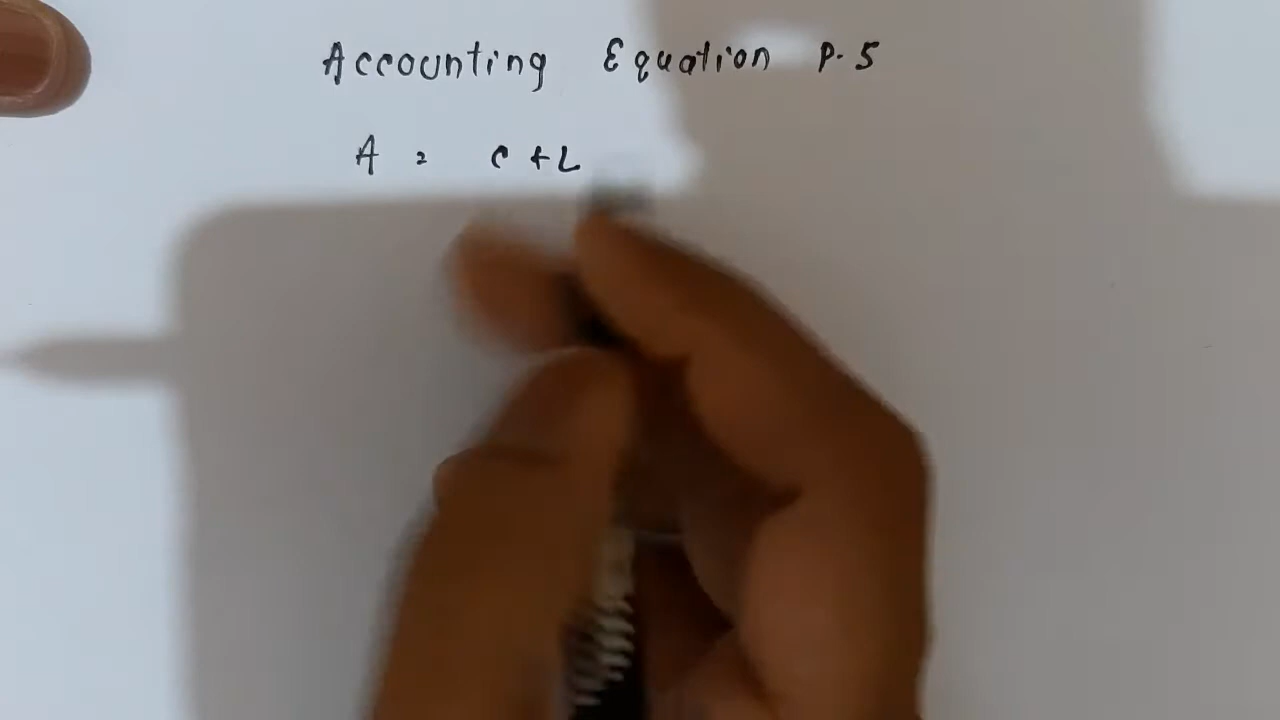 Accounting Equation P. 5
A = C + L